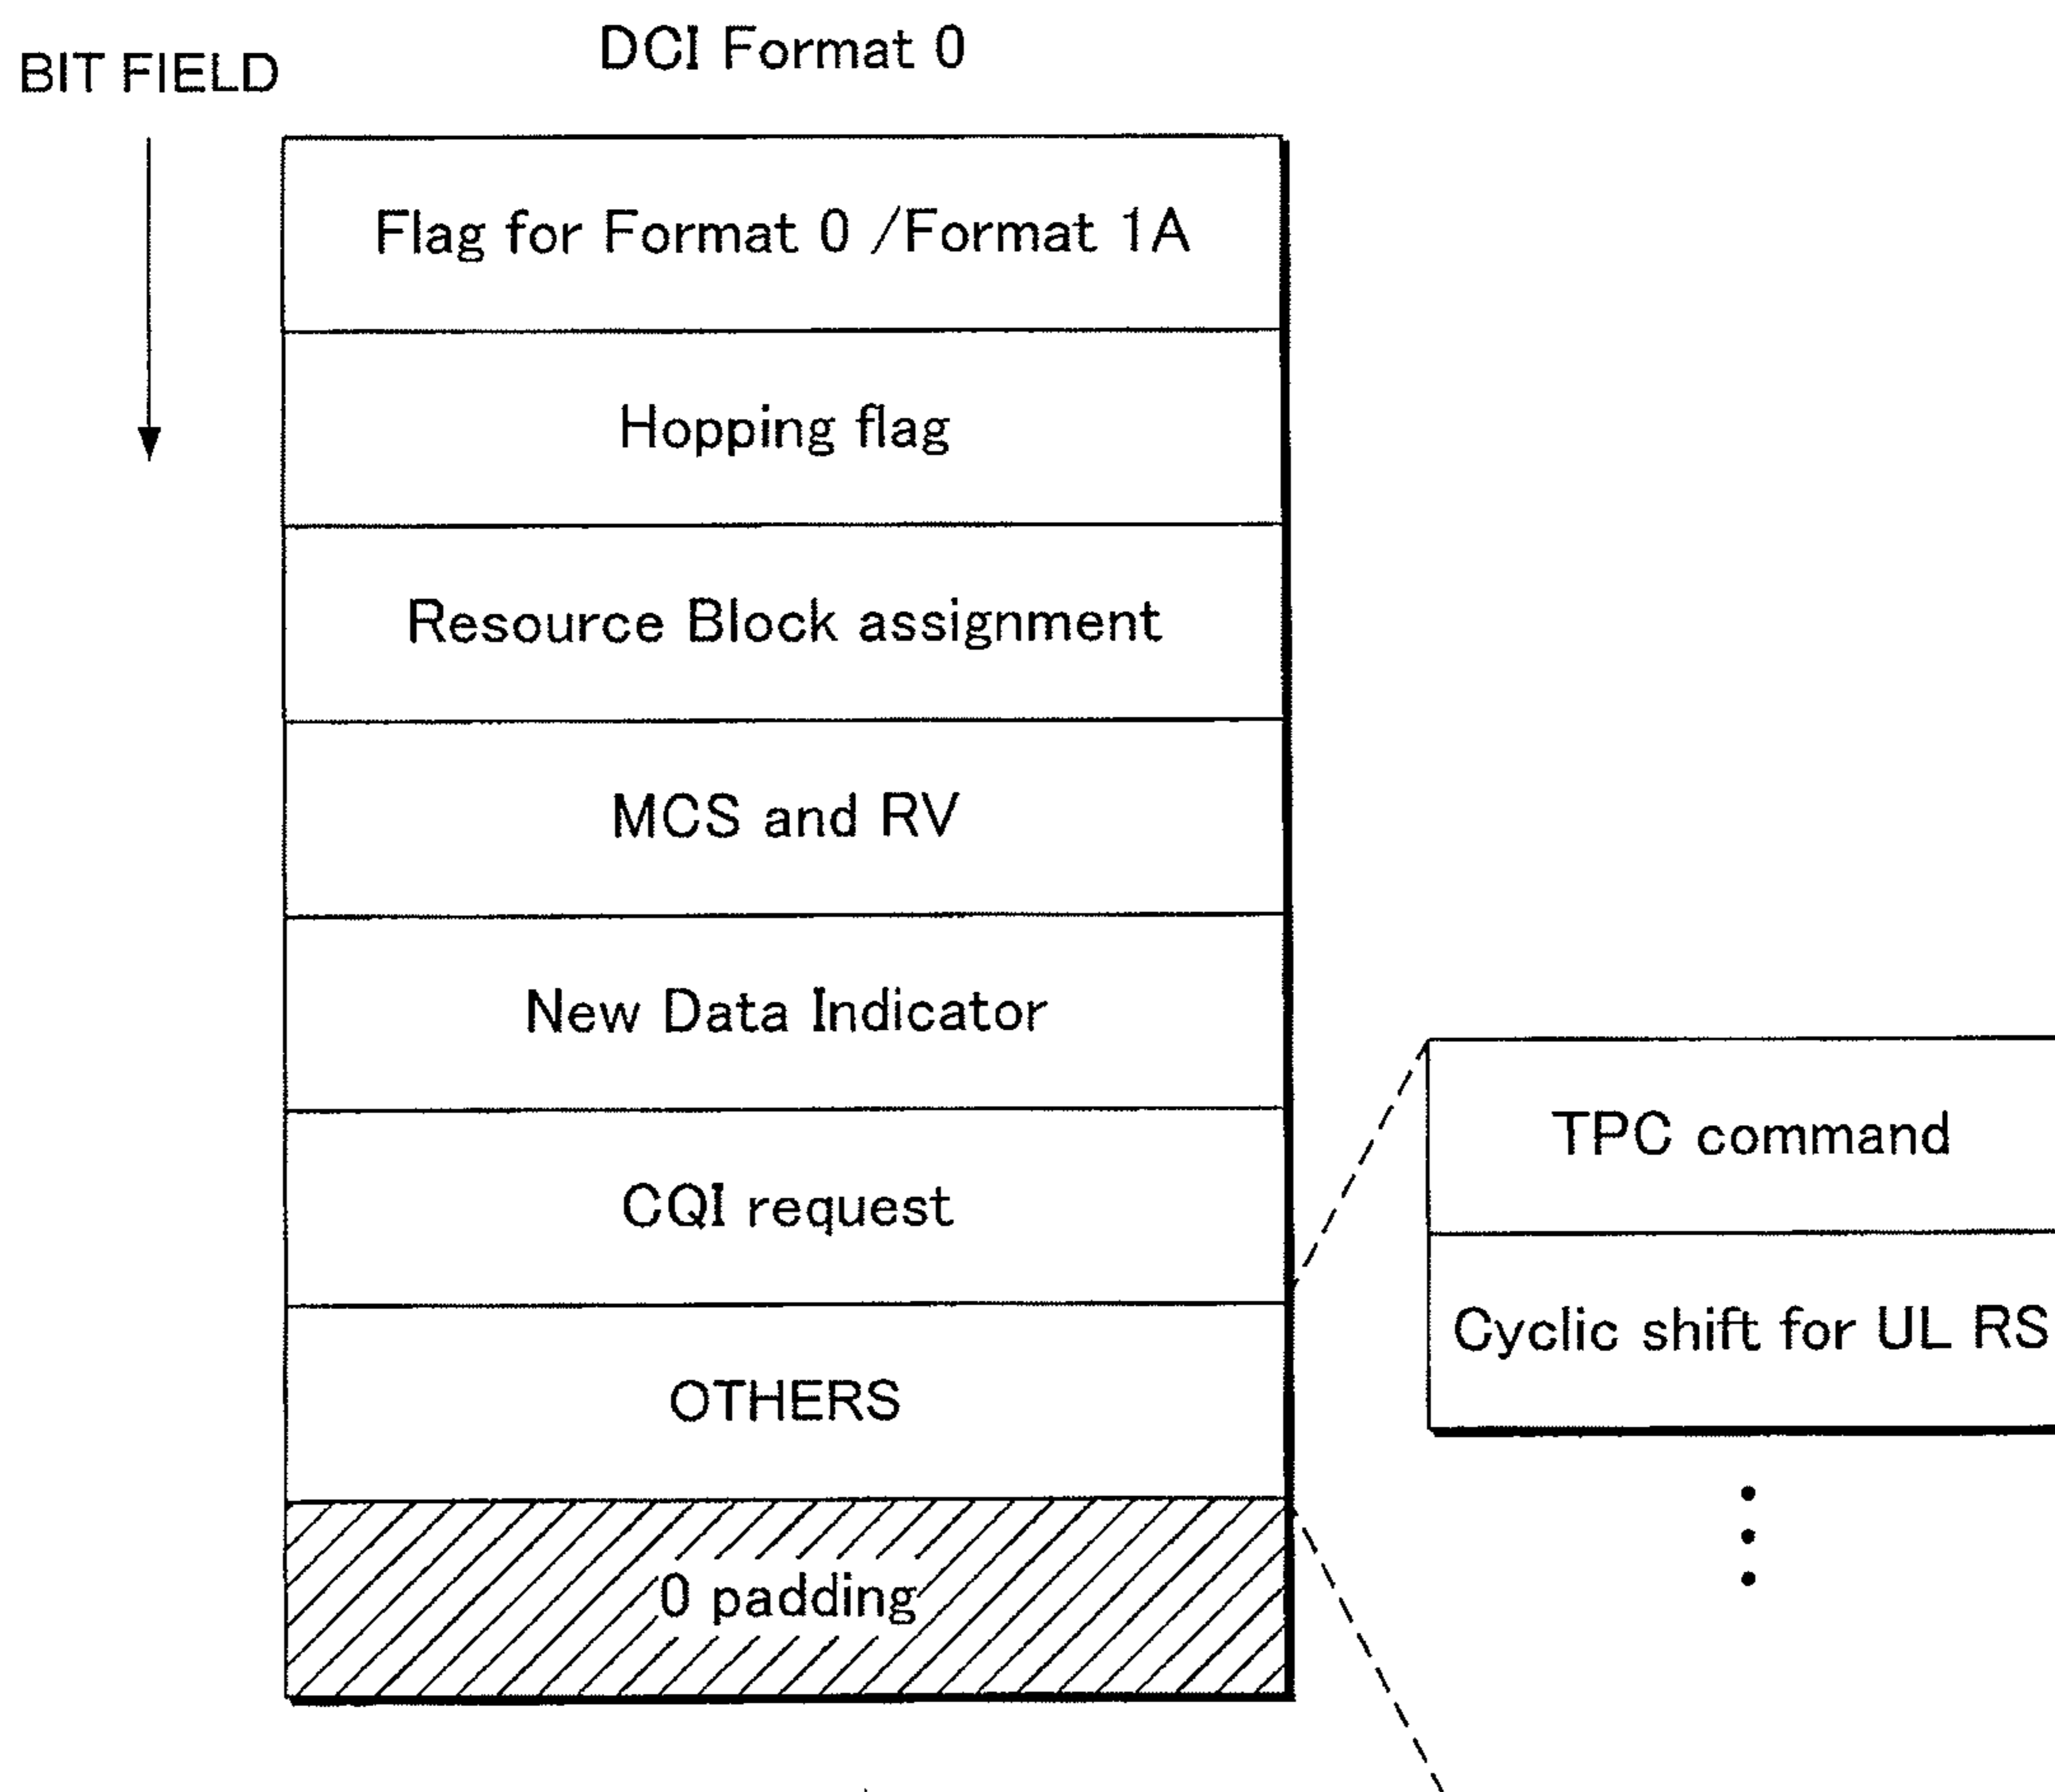 DCI Format 0
BIT FIELD
Flag for Format 0 /Format 1A
Hopping flag
Resource Block assignment
MCS and RV
New Data Indicator
CQI request
TPC command
Cyclic shift for UL RS
OTHERS
0 padding